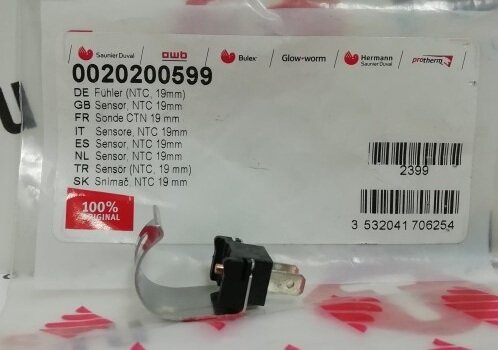 Saunier Duval awb Bulex Glow-worm Hermann Saunier Duval protherm
0020200599
DE Fühler (NTC, 19mm)
GB Sensor, NTC 19mm
FR Sonde CTN 19 mm
IT Sensore, NTC 19mm
ES Sensor, NTC 19mm
NL Sensor, NTC 19mm
TR Sensör (NTC, 19 mm)
SK Snímač, NTC 19 mm
2399
100%
ORIGINAL
3 532041 706254